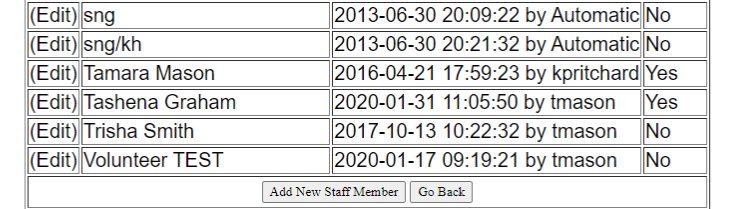 (Edit) sng 2013-06-30 20:09:22 by Automatic No
(Edit) sng/kh 2013-06-30 20:21:32 by Automatic No
(Edit) Tamara Mason 2016-04-21 17:59:23 by kpritchard Yes
(Edit) Tashena Graham 2020-01-31 11:05:50 by tmason Yes
(Edit) Trisha Smith 2017-10-13 10:22:32 by tmason No
(Edit) Volunteer TEST 2020-01-17 09:19:21 by tmason No
Add New Staff Member Go Back